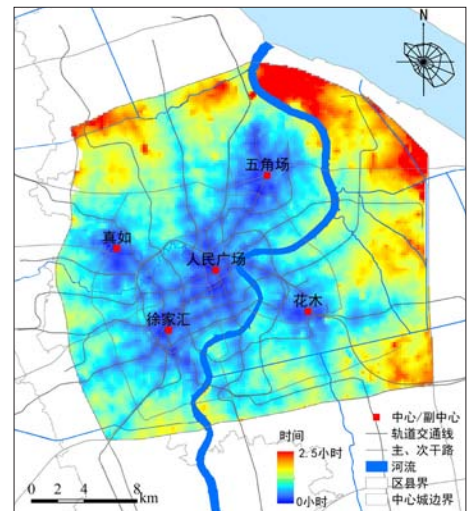 N
五角场
真如
人民广场
花木
徐家汇
中心/副中心
轨道交通线
主、次干路
河流
区县界
中心城边界
时间
2.5小时
0小时
0 2 4 8
km